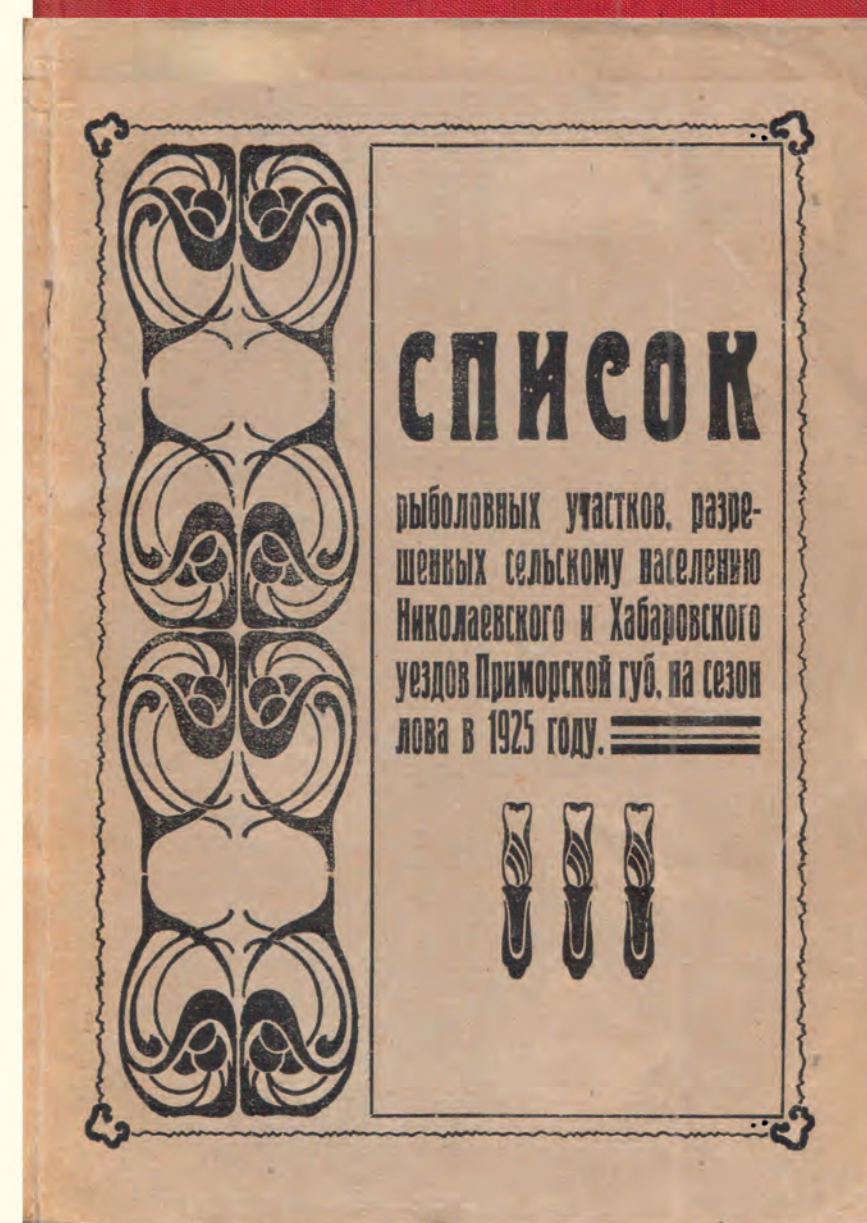 СПИСОК
рыболовных участков, разре-
шенных сельскому населению
Николаевского и Хабаровского
уездов Приморской губ. на сезон
лова в 1925 году.